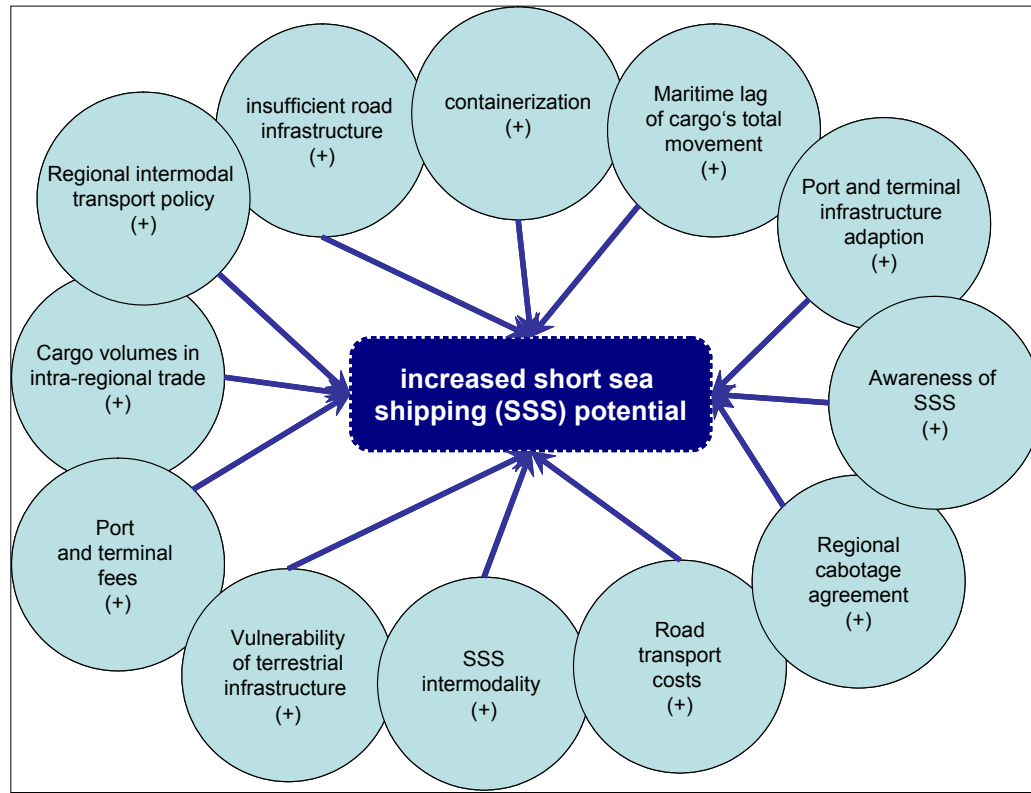 insufficient road
infrastructure
(+)
containerization
(+)
Maritime lag
of cargo‘s total
movement
(+)
Regional intermodal
transport policy
(+)
Port and terminal
infrastructure
adaption
(+)
Cargo volumes in
intra-regional trade
(+)
increased short sea
shipping (SSS) potential
Awareness of
SSS
(+)
Port
and terminal
fees
(+)
Regional
cabotage
agreement
(+)
Vulnerability
of terrestrial
infrastructure
(+)
SSS
intermodality
(+)
Road
transport
costs
(+)